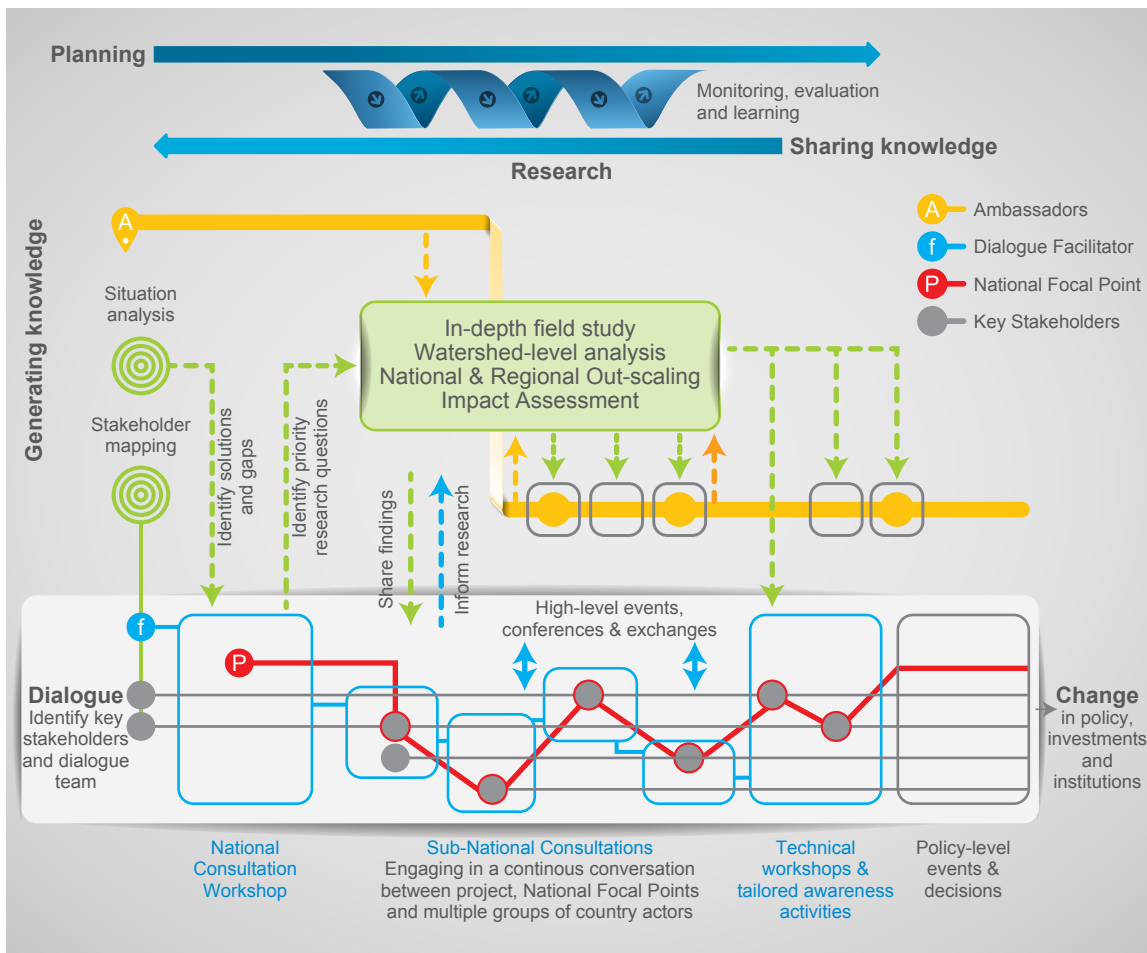 Planning
Monitoring, evaluation
and learning
Sharing knowledge
Research
Generating knowledge
A
A
Ambassadors
f
Dialogue Facilitator
P
National Focal Point
Key Stakeholders
Situation
analysis
Stakeholder
mapping
Identify solutions
and gaps
Identify priority
research questions
In-depth field study
Watershed-level analysis
National & Regional Out-scaling
Impact Assessment
Share findings
Inform research
High-level events,
conferences & exchanges
f
P
Dialogue
Identify key
stakeholders
and dialogue
team
Change
in policy,
investments
and
institutions
National
Consultation
Workshop
Sub-National Consultations
Engaging in a continous conversation
between project, National Focal Points
and multiple groups of country actors
Technical
workshops &
tailored awareness
activities
Policy-level
events &
decisions